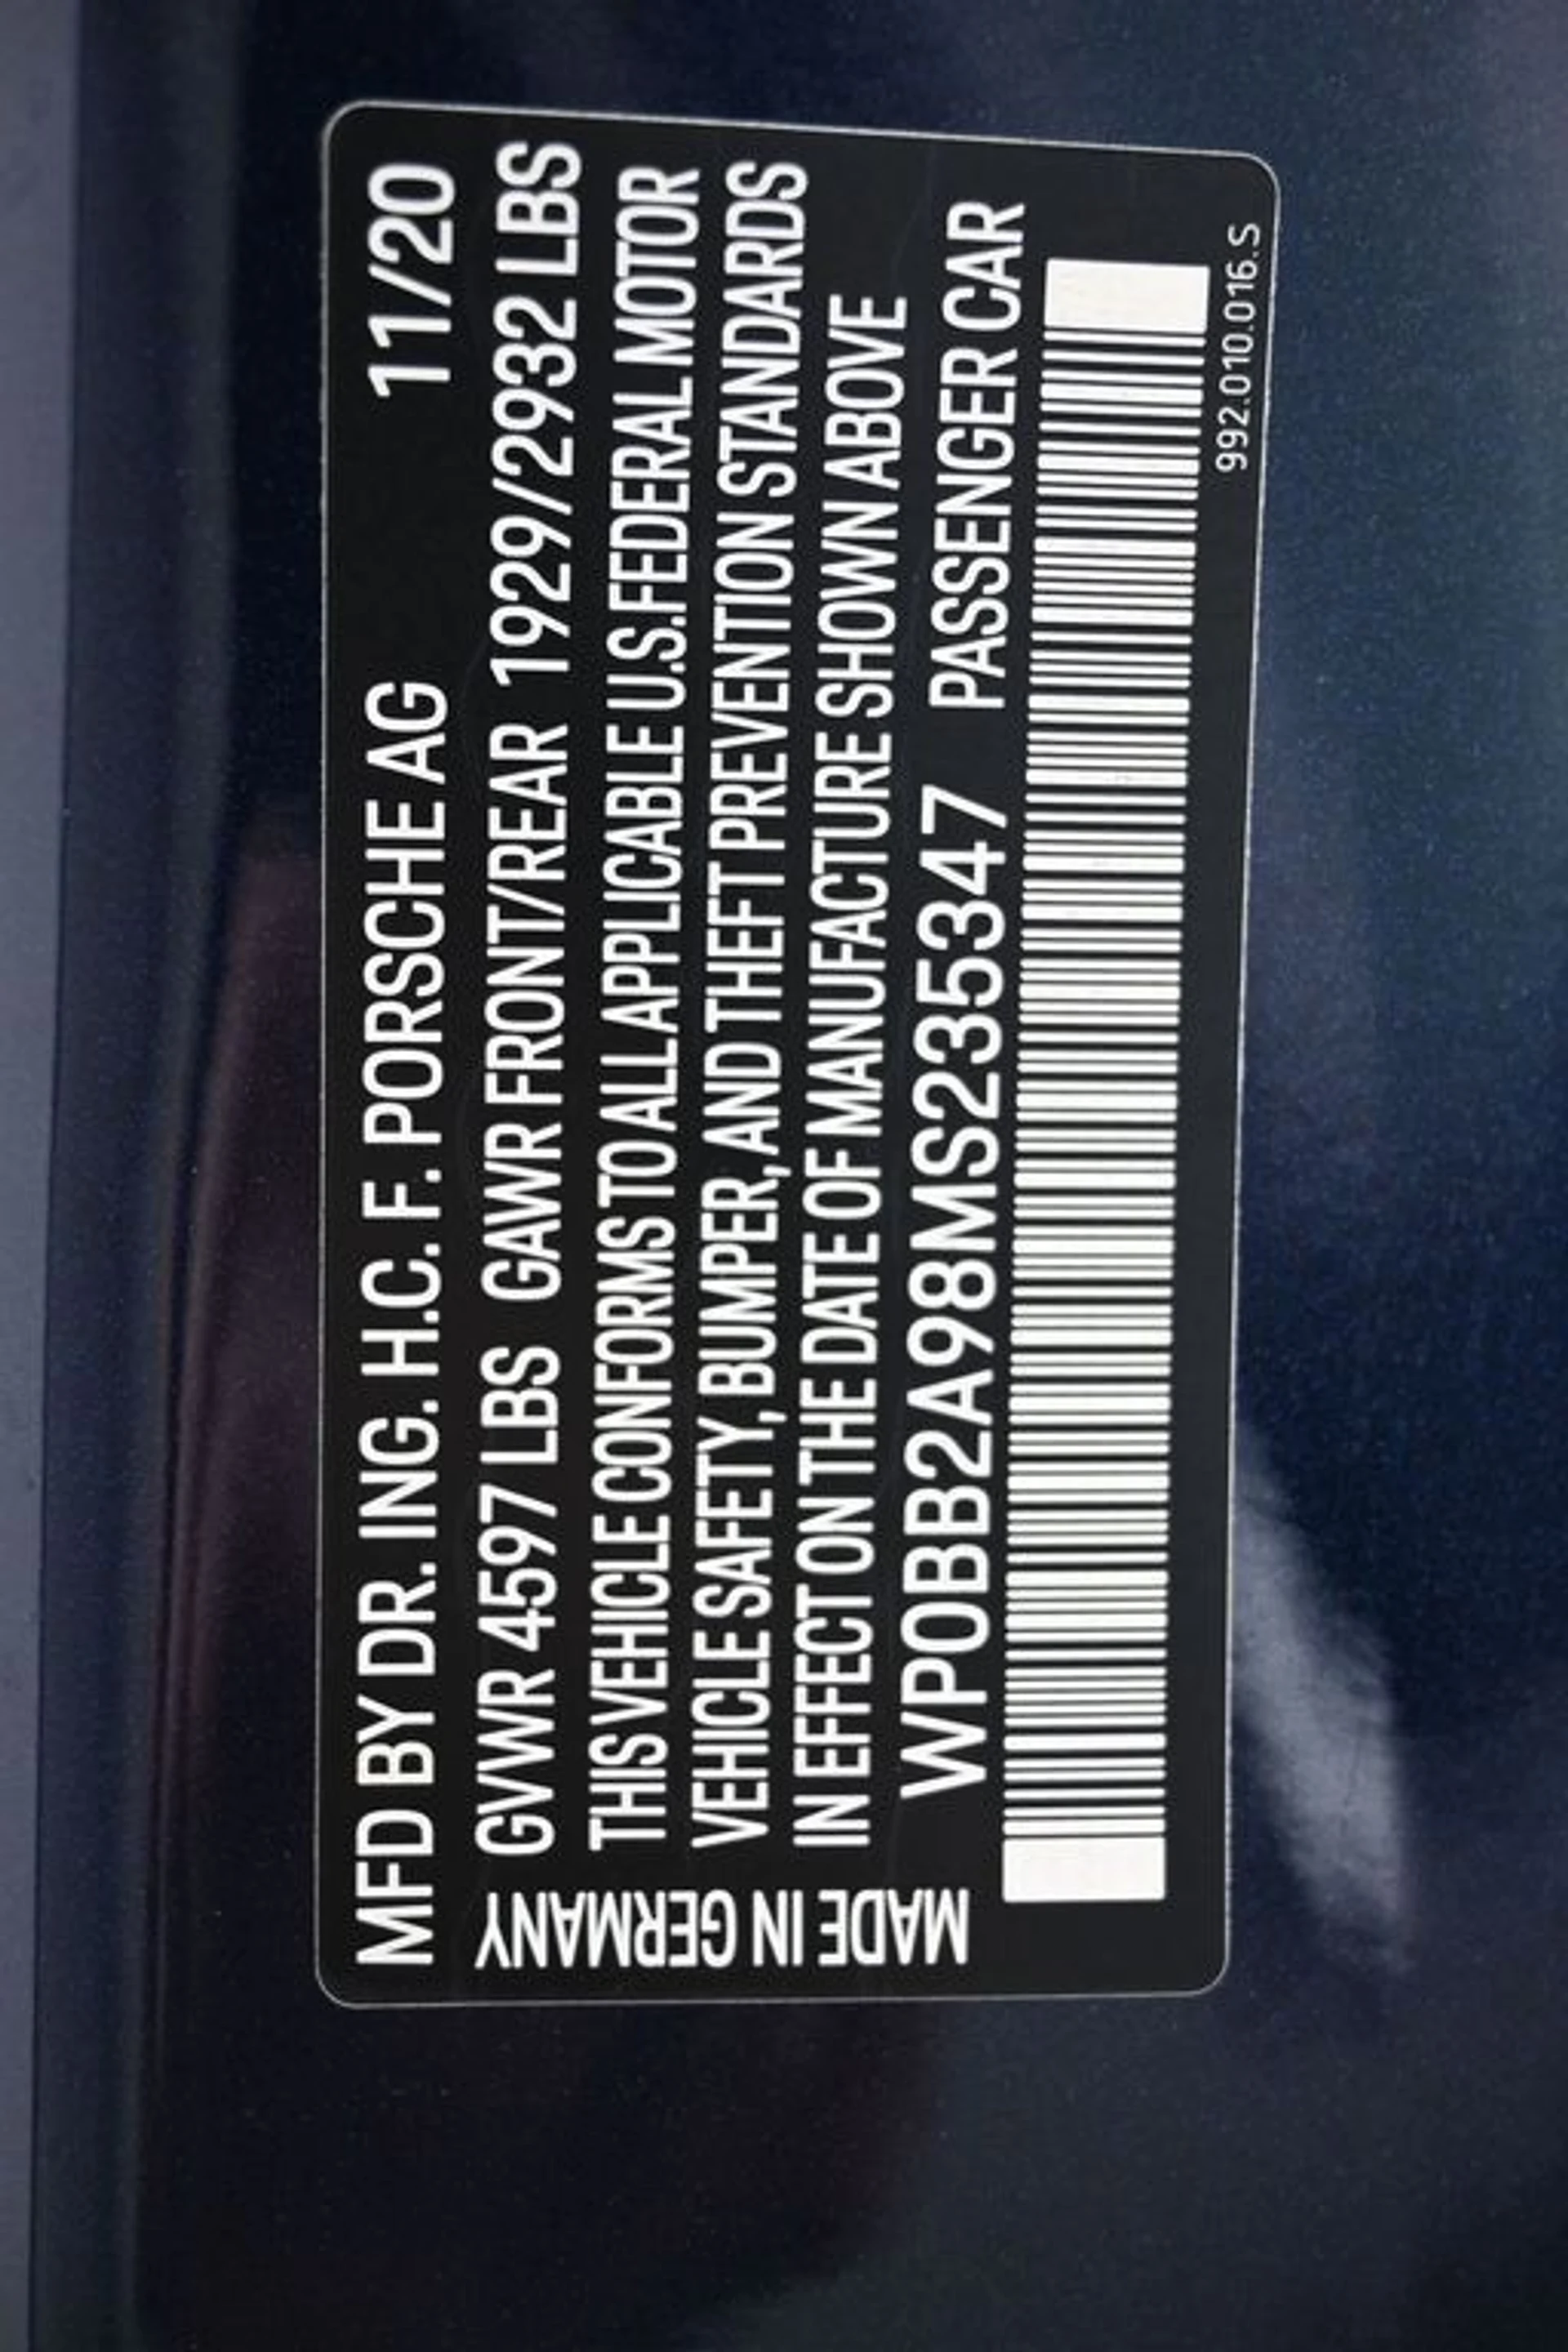 MFD BY DR. ING. H.C. F. PORSCHE AG 11/20
GVWR 4597 LBS GAWR FRONT/REAR 1929/2932 LBS
THIS VEHICLE CONFORMS TO ALL APPLICABLE U.S.FEDERAL MOTOR
VEHICLE SAFETY, BUMPER, AND THEFT PREVENTION STANDARDS
IN EFFECT ON THE DATE OF MANUFACTURE SHOWN ABOVE
WP0BB2A98MS235347 PASSENGER CAR
MADE IN GERMANY
992.010.016.S